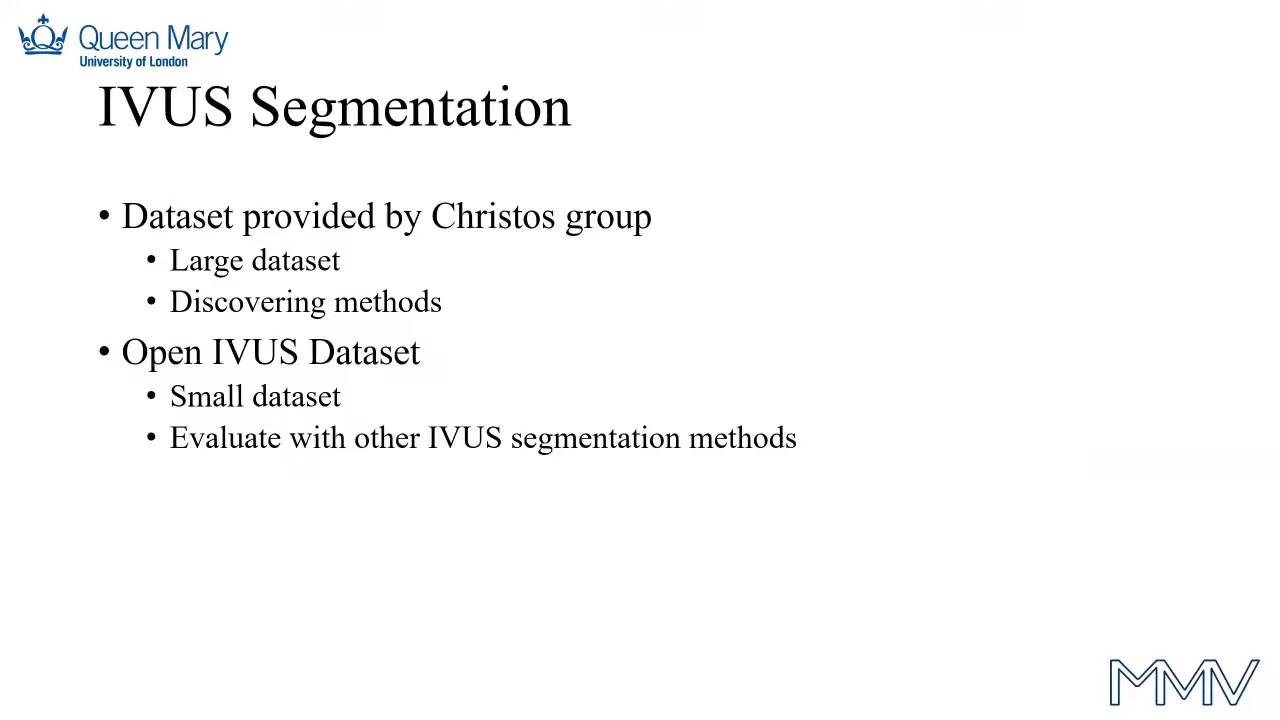 Queen Mary
University of London
IVUS Segmentation
• Dataset provided by Christos group
• Large dataset
• Discovering methods
• Open IVUS Dataset
• Small dataset
• Evaluate with other IVUS segmentation methods
MMV